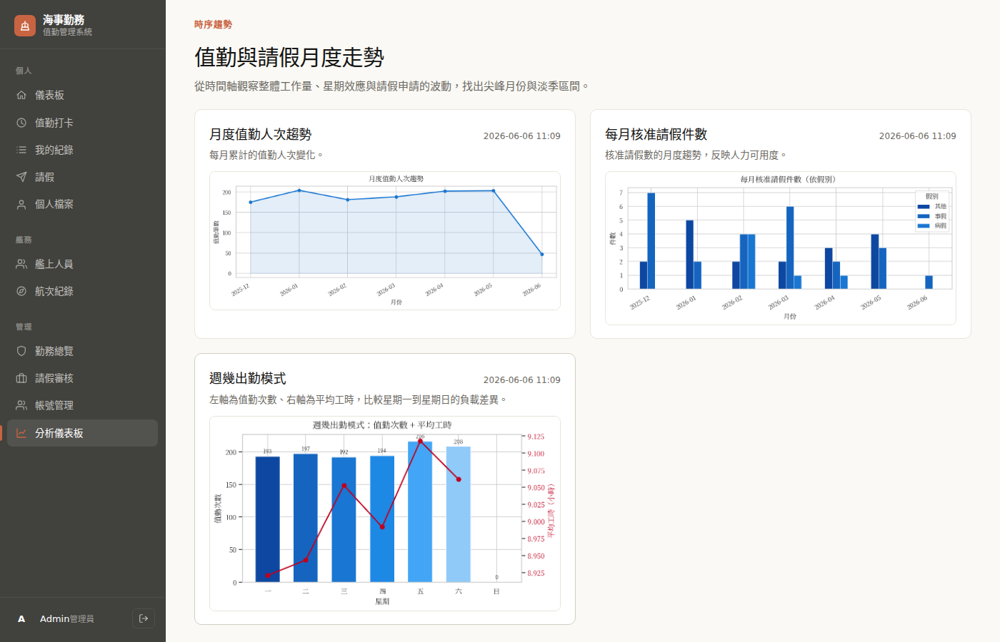 海事勤務
值勤管理系統
個人
儀表板
值勤打卡
我的紀錄
請假
個人檔案
艦務
艦上人員
航次紀錄
管理
勤務總覽
請假審核
帳號管理
分析儀表板
A Admin管理員
時序趨勢
值勤與請假月度走勢
從時間軸觀察整體工作量、星期效應與請假申請的波動，找出尖峰月份與淡季區間。
月度值勤人次趨勢 2026-06-06 11:09
每月累計的值勤人次變化。
月度值勤人次趨勢
值勤筆數
200
150
100
50
0
2025-12 2026-01 2026-02 2026-03 2026-04 2026-05 2026-06
月份
每月核准請假件數 2026-06-06 11:09
核准請假數的月度趨勢，反映人力可用度。
每月核准請假件數（依假別）
件數
7
6
5
4
3
2
1
0
假別
其他
事假
病假
2025-12 2026-01 2026-02 2026-03 2026-04 2026-05 2026-06
月份
週幾出勤模式 2026-06-06 11:09
左軸為值勤次數、右軸為平均工時，比較星期一到星期日的負載差異。
週幾出勤模式：值勤次數 + 平均工時
值勤次數
200
150
100
50
0
193 197 192 194 216 208 0
9.125
9.100
9.075
9.050
9.025
9.000
8.975
8.950
8.925
平均工時（小時）
一 二 三 四 五 六 日
星期